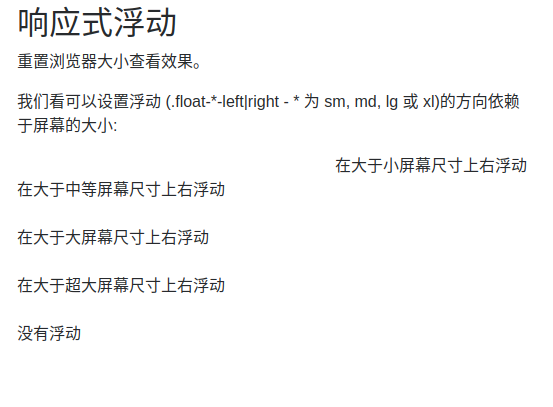 响应式浮动
重置浏览器大小查看效果。
我们看可以设置浮动 (.float-*-left|right - * 为 sm, md, lg 或 xl)的方向依赖
于屏幕的大小:
在大于小屏幕尺寸上右浮动
在大于中等屏幕尺寸上右浮动
在大于大屏幕尺寸上右浮动
在大于超大屏幕尺寸上右浮动
没有浮动